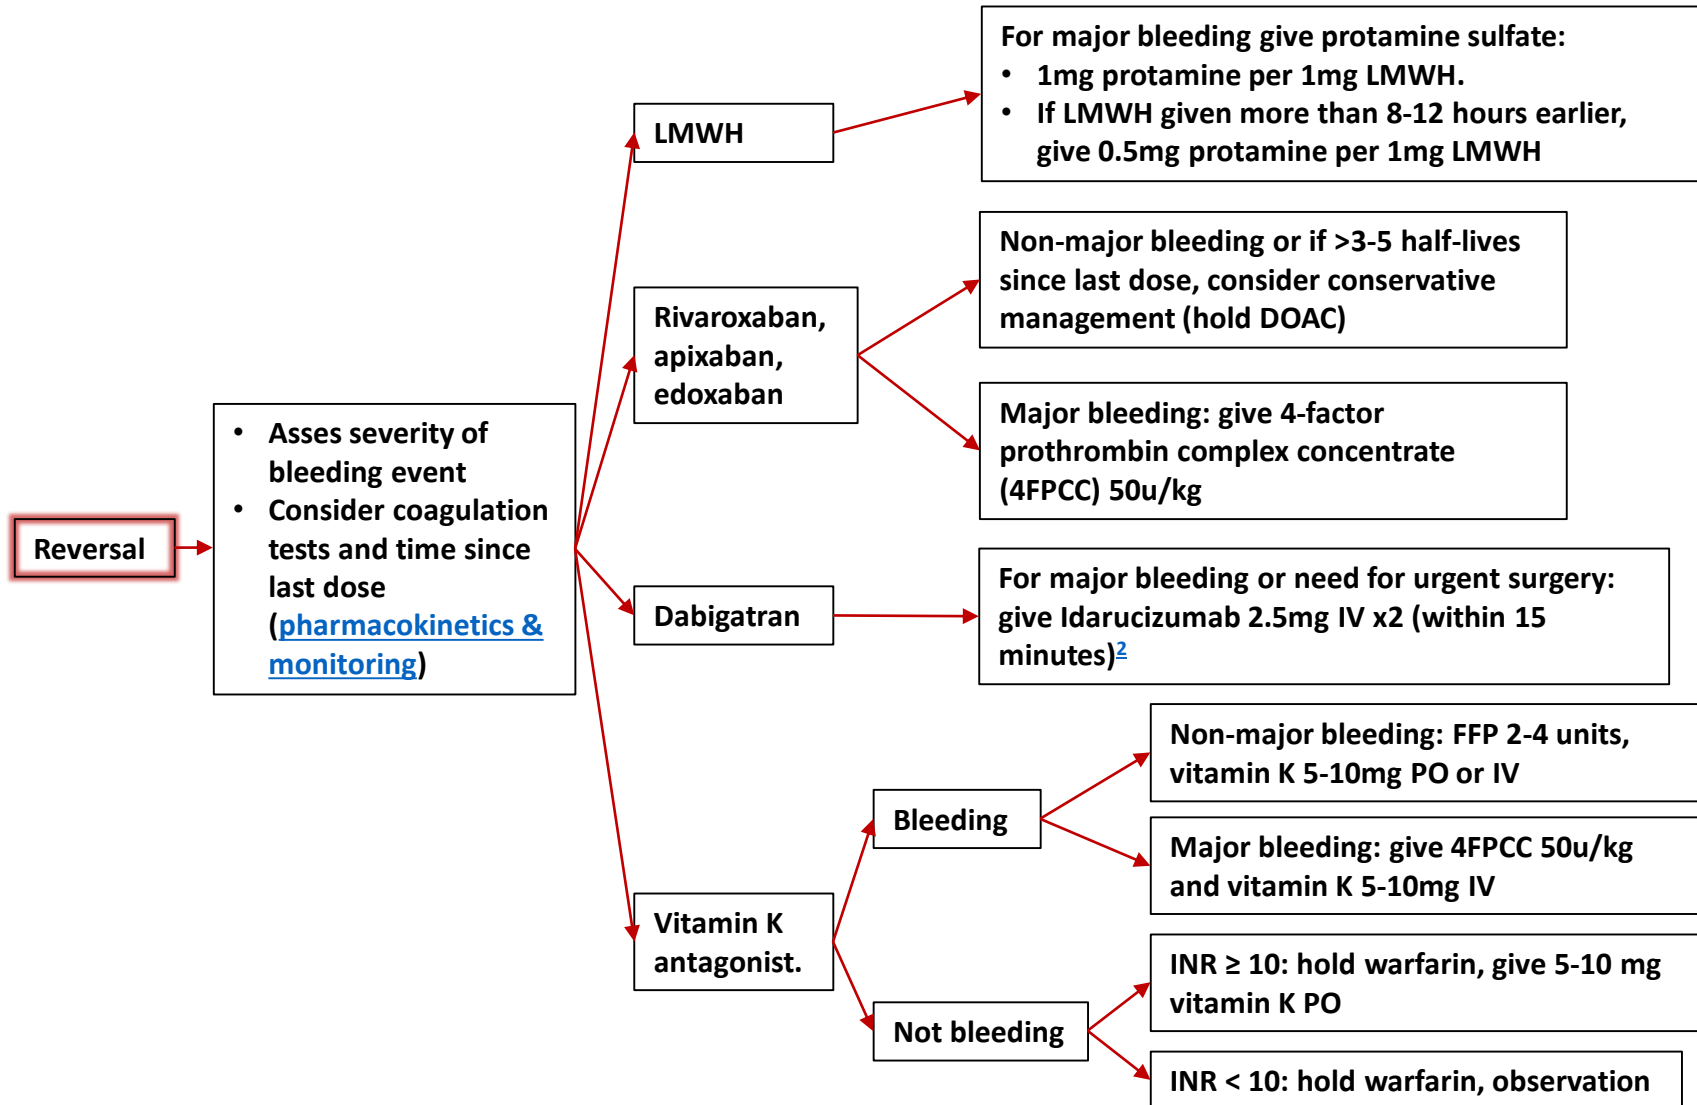 Reversal
• Asses severity of
bleeding event
• Consider coagulation
tests and time since
last dose
(pharmacokinetics &
monitoring)
LMWH
For major bleeding give protamine sulfate:
• 1mg protamine per 1mg LMWH.
• If LMWH given more than 8-12 hours earlier,
give 0.5mg protamine per 1mg LMWH
Rivaroxaban,
apixaban,
edoxaban
Non-major bleeding or if >3-5 half-lives
since last dose, consider conservative
management (hold DOAC)
Major bleeding: give 4-factor
prothrombin complex concentrate
(4FPCC) 50u/kg
Dabigatran
For major bleeding or need for urgent surgery:
give Idarucizumab 2.5mg IV x2 (within 15
minutes)2
Vitamin K
antagonist.
Bleeding
Non-major bleeding: FFP 2-4 units,
vitamin K 5-10mg PO or IV
Major bleeding: give 4FPCC 50u/kg
and vitamin K 5-10mg IV
Not bleeding
INR ≥ 10: hold warfarin, give 5-10 mg
vitamin K PO
INR < 10: hold warfarin, observation